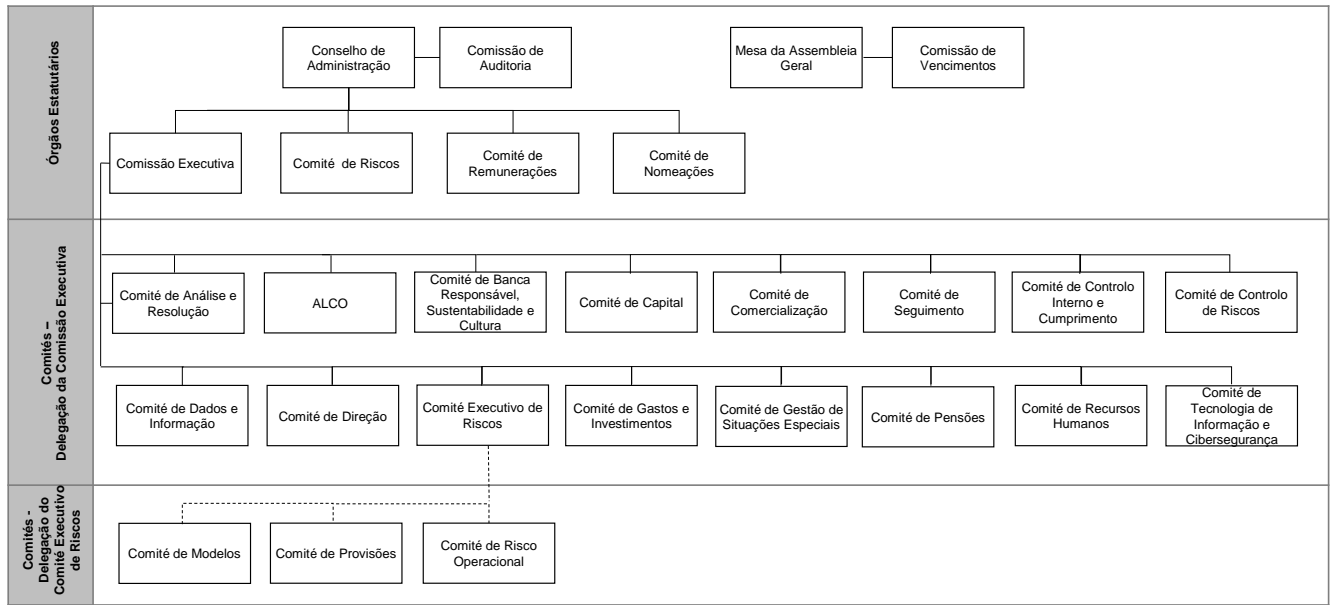 Órgãos Estatutários
Conselho de
Administração
Comissão de
Auditoria
Mesa da Assembleia
Geral
Comissão de
Vencimentos
Comissão Executiva
Comité de Riscos
Comité de
Remunerações
Comité de
Nomeações
Comités –
Delegação da Comissão Executiva
Comité de Análise e
Resolução
ALCO
Comité de Banca
Responsável,
Sustentabilidade e
Cultura
Comité de Capital
Comité de
Comercialização
Comité de
Seguimento
Comité de Controlo
Interno e
Cumprimento
Comité de Controlo
de Riscos
Comité de Dados e
Informação
Comité de Direção
Comité Executivo de
Riscos
Comité de Gastos e
Investimentos
Comité de Gestão de
Situações Especiais
Comité de Pensões
Comité de Recursos
Humanos
Comité de
Tecnologia de
Informação e
Cibersegurança
Comités -
Delegação do
Comité Executivo
de Riscos
Comité de Modelos
Comité de Provisões
Comité de Risco
Operacional